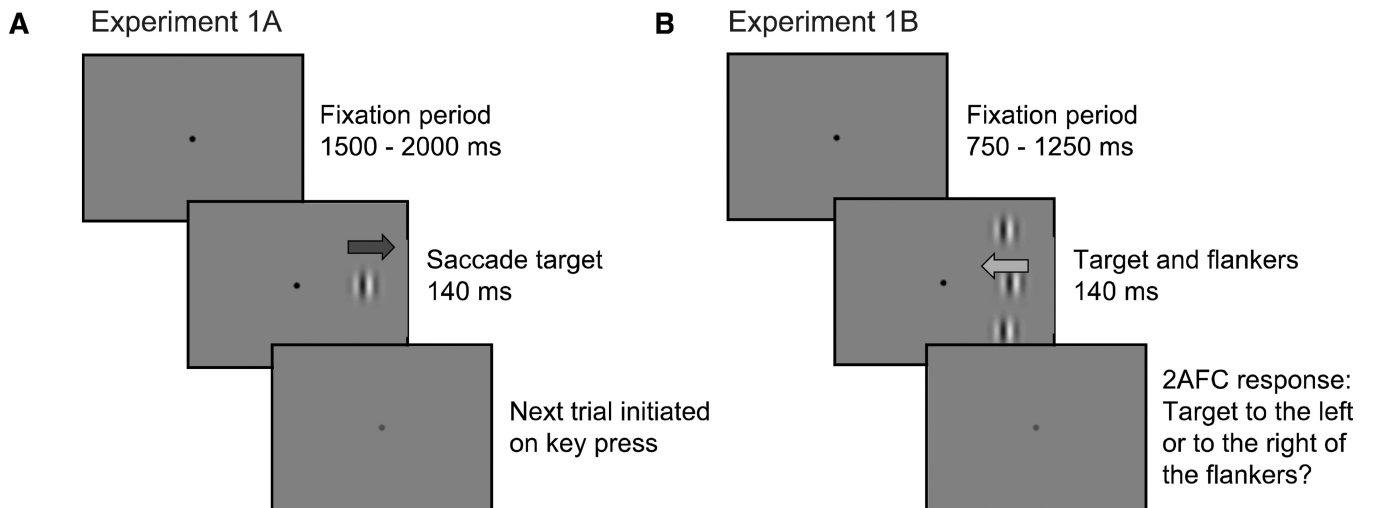 A Experiment 1A
Fixation period
1500 - 2000 ms
Saccade target
140 ms
Next trial initiated
on key press
B Experiment 1B
Fixation period
750 - 1250 ms
Target and flankers
140 ms
2AFC response:
Target to the left
or to the right of
the flankers?